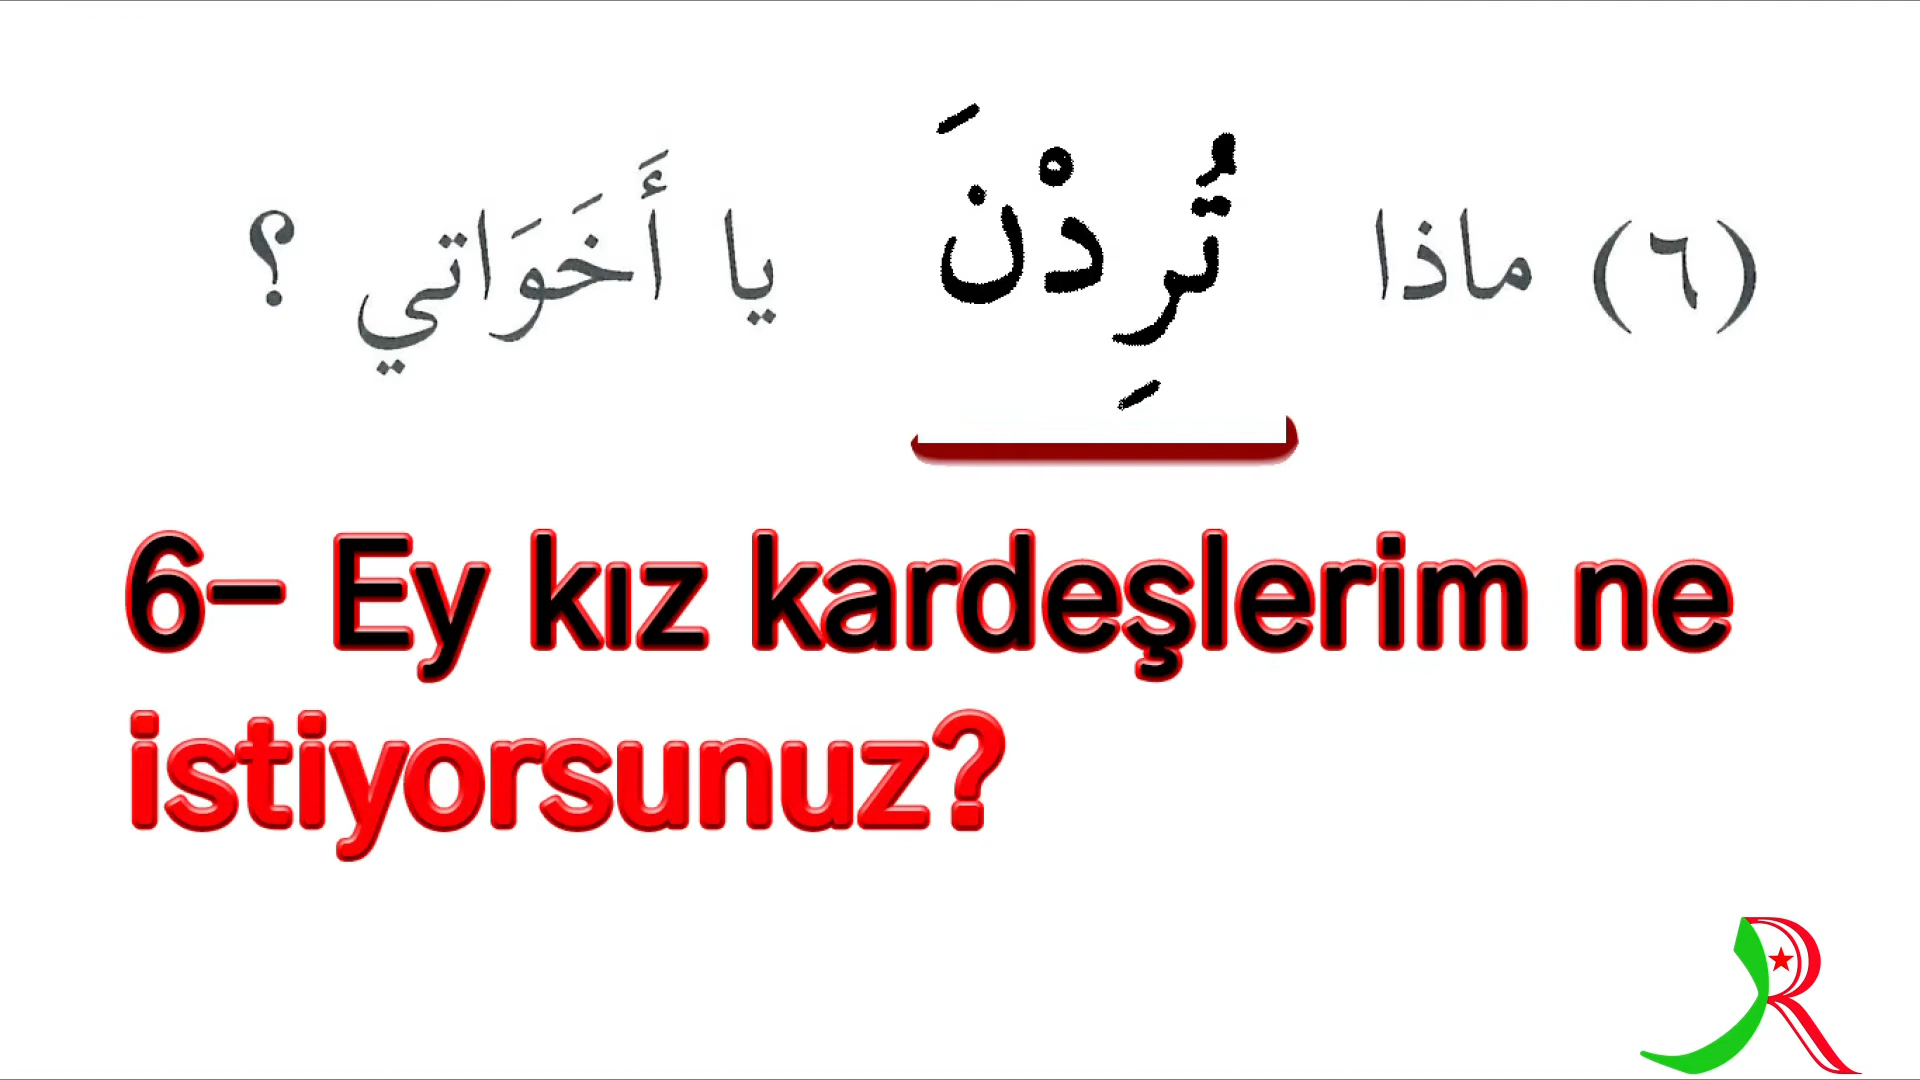 (٦) ماذا تُرِدْنَ يا أَخَوَاتي ؟
6– Ey kız kardeşlerim ne
istiyorsunuz?